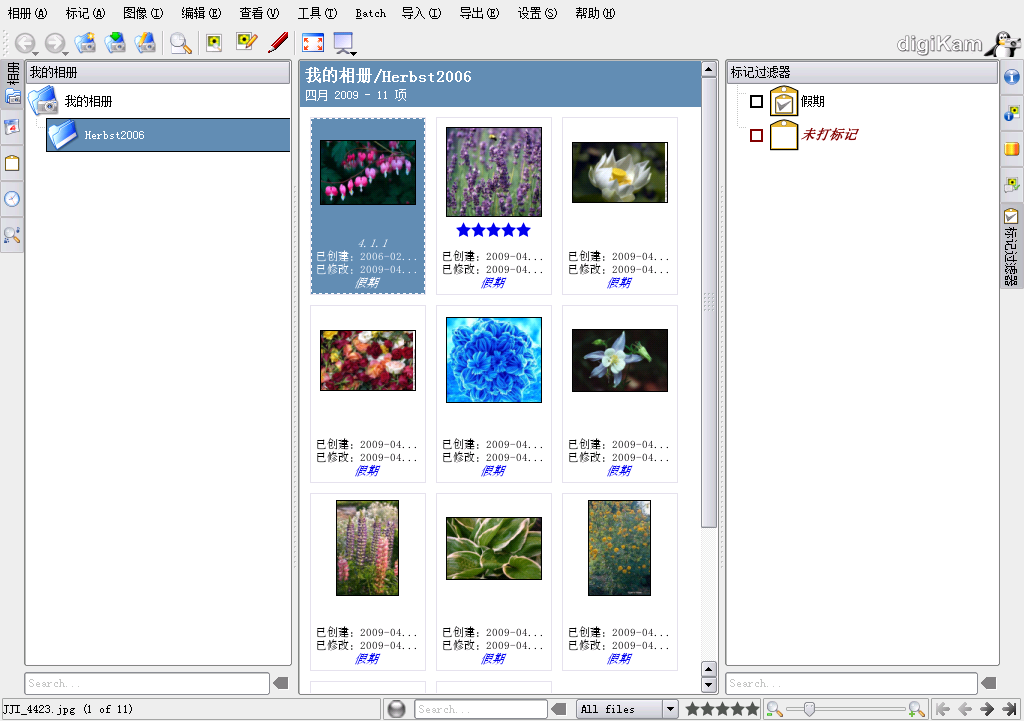 相册(A) 标记(A) 图像(I) 编辑(E) 查看(V) 工具(T) Batch 导入(I) 导出(E) 设置(S) 帮助(H)
digiKam
相册
我的相册
我的相册
Herbst2006
Search...
我的相册/Herbst2006
四月 2009 - 11 项
4.1.1
已创建: 2006-02...
已修改: 2009-04...
假期
已创建: 2009-04...
已修改: 2009-04...
假期
已创建: 2009-04...
已修改: 2009-04...
假期
已创建: 2009-04...
已修改: 2009-04...
假期
已创建: 2009-04...
已修改: 2009-04...
假期
已创建: 2009-04...
已修改: 2009-04...
假期
已创建: 2009-04...
已修改: 2009-04...
假期
已创建: 2009-04...
已修改: 2009-04...
假期
已创建: 2009-04...
已修改: 2009-04...
假期
标记过滤器
假期
未打标记
Search...
标记过滤器
JJI_4423.jpg (1 of 11)
Search...
All files